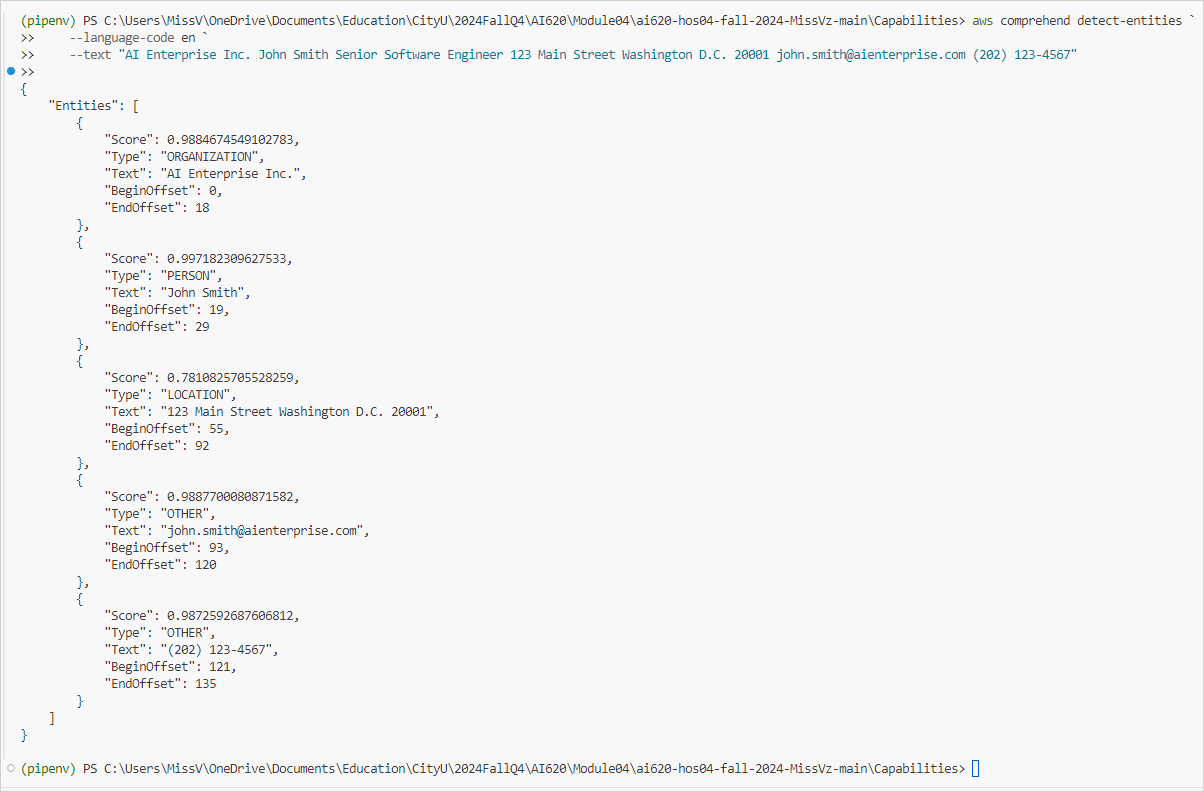 (pipenv) PS C:\Users\MissV\OneDrive\Documents\Education\CityU\2024FallQ4\AI620\Module04\ai620-hos04-fall-2024-MissVz-main\Capabilities> aws comprehend detect-entities `
>>     --language-code en `
>>     --text "AI Enterprise Inc. John Smith Senior Software Engineer 123 Main Street Washington D.C. 20001 john.smith@aienterprise.com (202) 123-4567"
>>
{
    "Entities": [
        {
            "Score": 0.9884674549102783,
            "Type": "ORGANIZATION",
            "Text": "AI Enterprise Inc.",
            "BeginOffset": 0,
            "EndOffset": 18
        },
        {
            "Score": 0.997182309627533,
            "Type": "PERSON",
            "Text": "John Smith",
            "BeginOffset": 19,
            "EndOffset": 29
        },
        {
            "Score": 0.7810825705528259,
            "Type": "LOCATION",
            "Text": "123 Main Street Washington D.C. 20001",
            "BeginOffset": 55,
            "EndOffset": 92
        },
        {
            "Score": 0.9887700080871582,
            "Type": "OTHER",
            "Text": "john.smith@aienterprise.com",
            "BeginOffset": 93,
            "EndOffset": 120
        },
        {
            "Score": 0.9872592687606812,
            "Type": "OTHER",
            "Text": "(202) 123-4567",
            "BeginOffset": 121,
            "EndOffset": 135
        }
    ]
}
(pipenv) PS C:\Users\MissV\OneDrive\Documents\Education\CityU\2024FallQ4\AI620\Module04\ai620-hos04-fall-2024-MissVz-main\Capabilities>